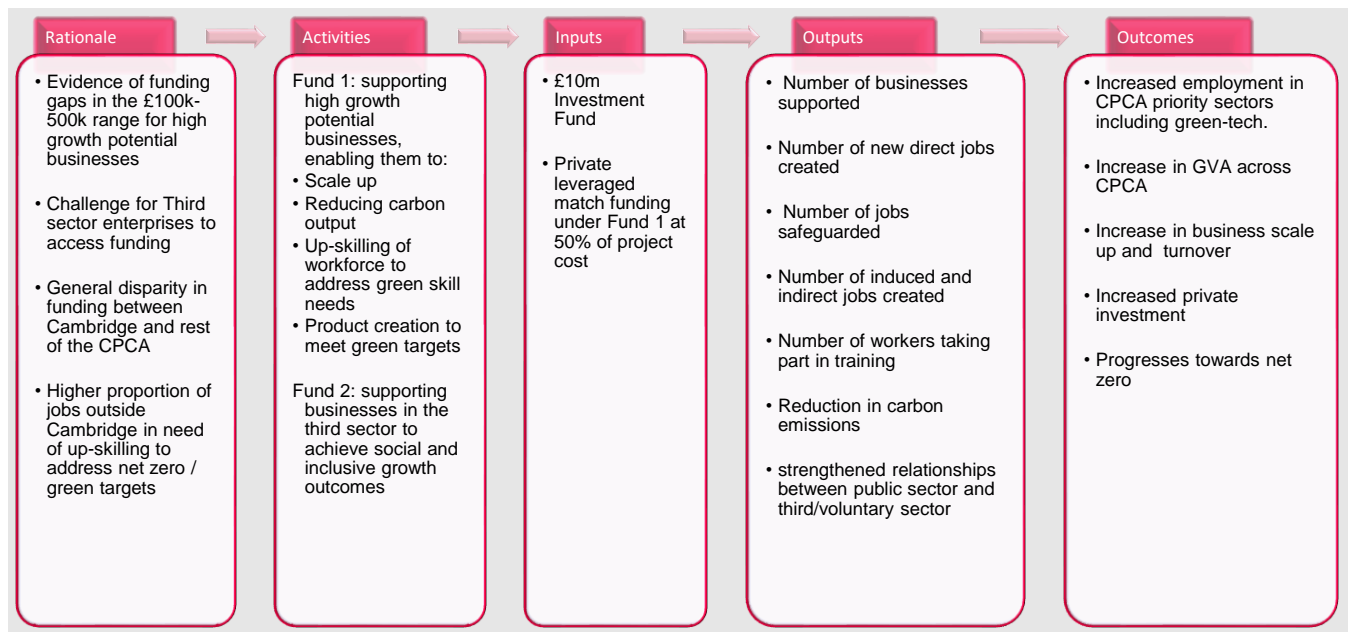 Rationale
Activities
Inputs
Outputs
Outcomes
• Evidence of funding
gaps in the £100k-
500k range for high
growth potential
businesses
• Challenge for Third
sector enterprises to
access funding
• General disparity in
funding between
Cambridge and rest
of the CPCA
• Higher proportion of
jobs outside
Cambridge in need
of up-skilling to
address net zero /
green targets
Fund 1: supporting
high growth
potential
businesses,
enabling them to:
• Scale up
• Reducing carbon
output
• Up-skilling of
workforce to
address green skill
needs
• Product creation to
meet green targets
Fund 2: supporting
businesses in the
third sector to
achieve social and
inclusive growth
outcomes
• £10m
Investment
Fund
• Private
leveraged
match funding
under Fund 1 at
50% of project
cost
• Number of businesses
supported
• Number of new direct jobs
created
• Number of jobs
safeguarded
• Number of induced and
indirect jobs created
• Number of workers taking
part in training
• Reduction in carbon
emissions
• strengthened relationships
between public sector and
third/voluntary sector
• Increased employment in
CPCA priority sectors
including green-tech.
• Increase in GVA across
CPCA
• Increase in business scale
up and turnover
• Increased private
investment
• Progresses towards net
zero